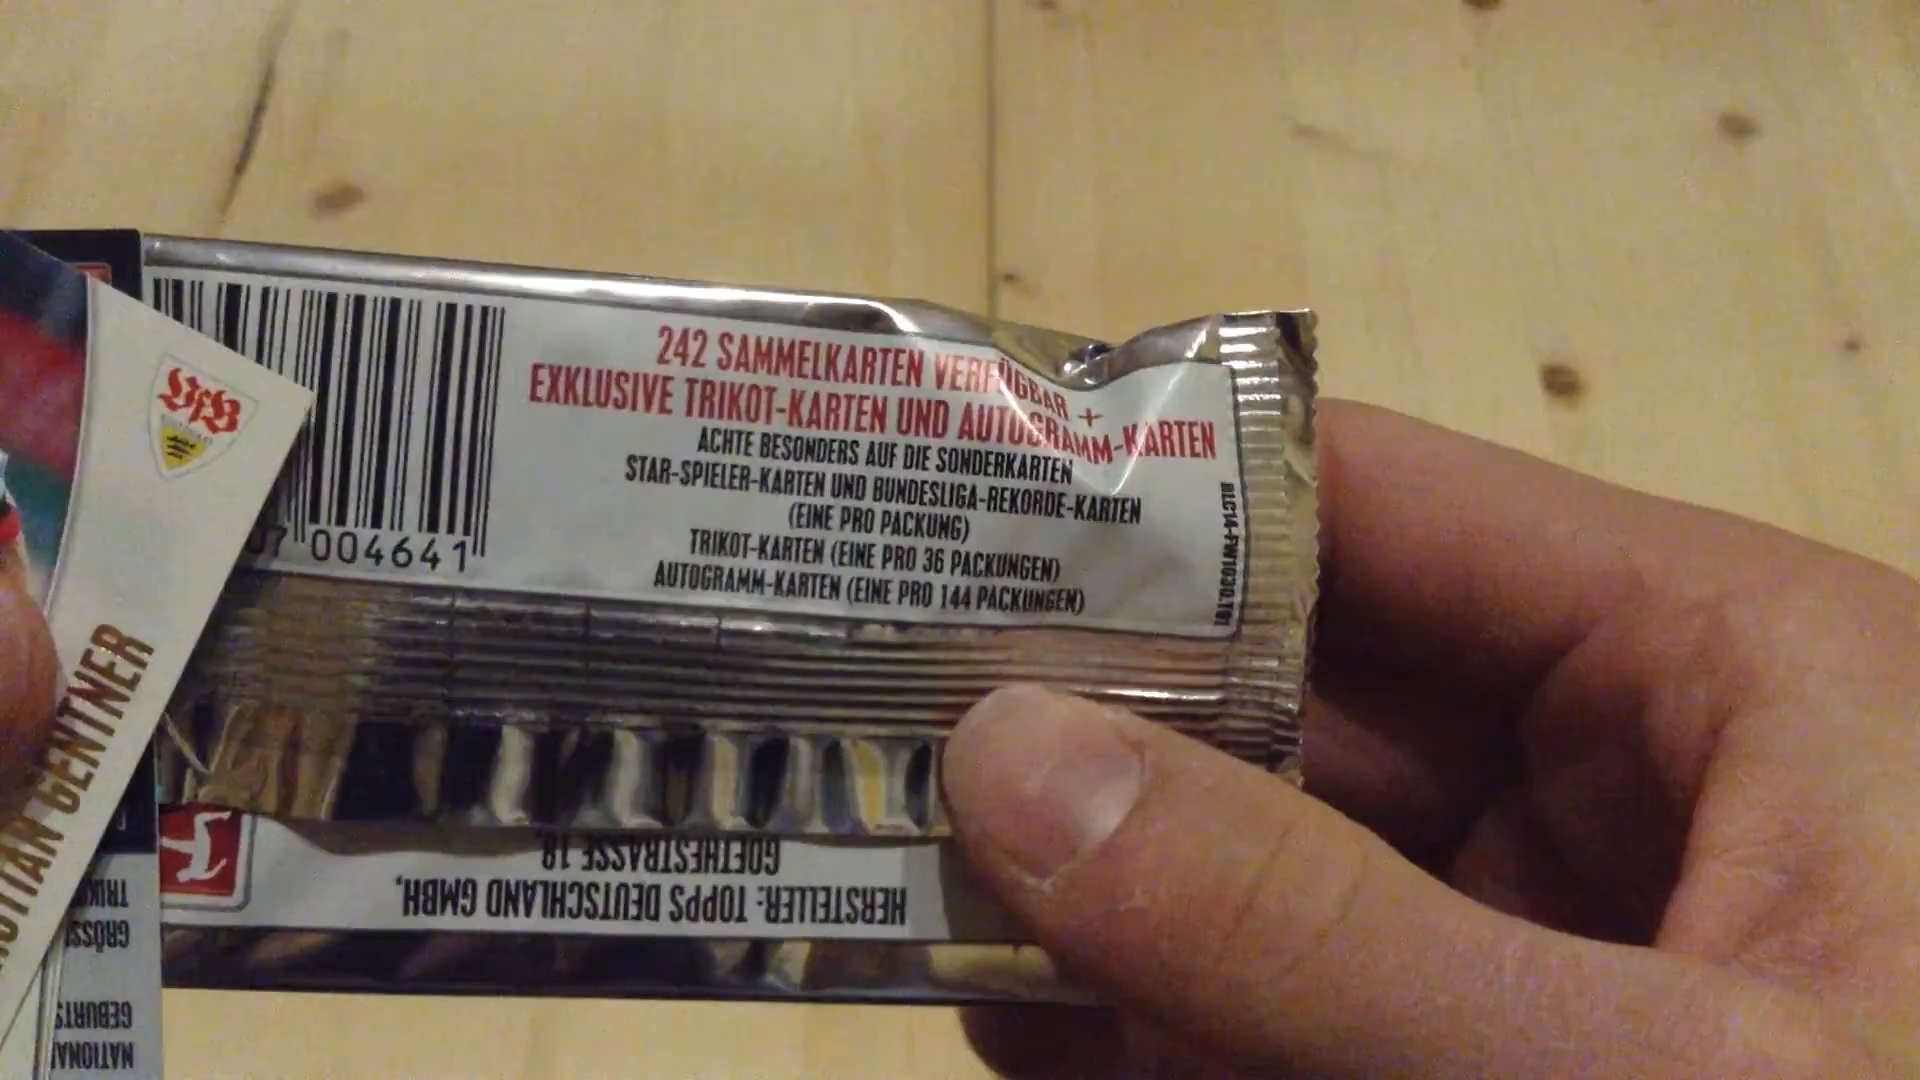 242 SAMMELKARTEN VERFÜGBAR +
EXKLUSIVE TRIKOT-KARTEN UND AUTOGRAMM-KARTEN
ACHTE BESONDERS AUF DIE SONDERKARTEN
STAR-SPIELER-KARTEN UND BUNDESLIGA-REKORDE-KARTEN
(EINE PRO PACKUNG)
TRIKOT-KARTEN (EINE PRO 36 PACKUNGEN)
AUTOGRAMM-KARTEN (EINE PRO 144 PACKUNGEN)
004641
VfB
GENTNER
HERSTELLER: TOPPS DEUTSCHLAND GMBH,
GOETHESTRASSE 18,